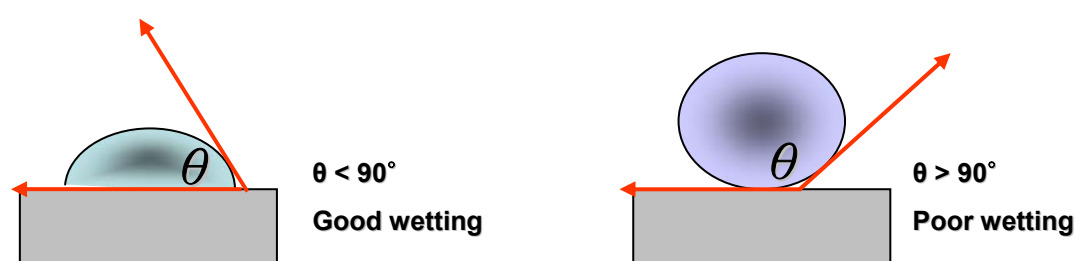 θ
θ < 90˚
Good wetting
θ
θ > 90˚
Poor wetting